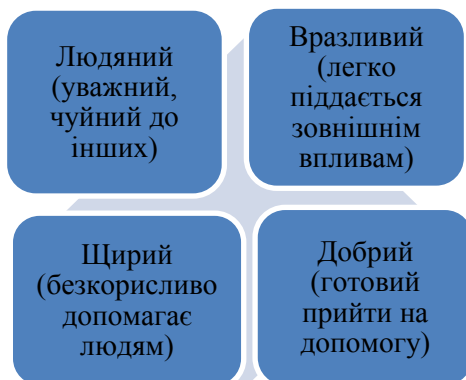 Людяний
(уважний,
чуйний до
інших)
Вразливий
(легко
піддається
зовнішнім
впливам)
Щирий
(безкорисливо
допомагає
людям)
Добрий
(готовий
прийти на
допомогу)